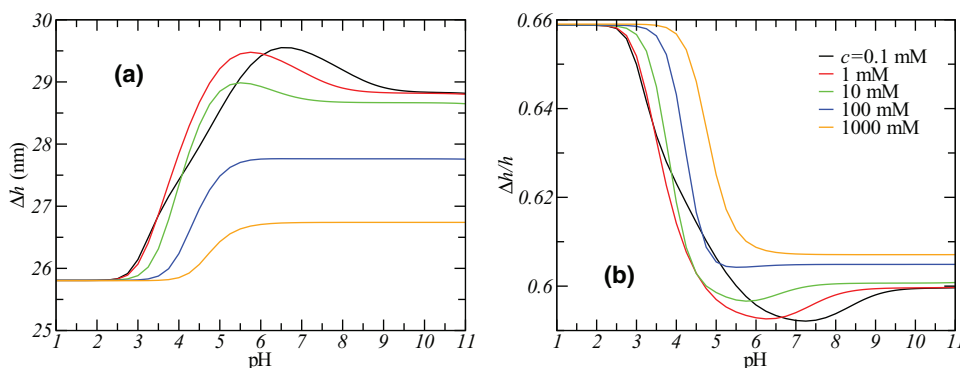 30
29
28
27
26
25
Δh (nm)
(a)
1 2 3 4 5 6 7 8 9 10 11
pH
0.66
0.64
0.62
0.6
Δh/h
c=0.1 mM
1 mM
10 mM
100 mM
1000 mM
(b)
1 2 3 4 5 6 7 8 9 10 11
pH